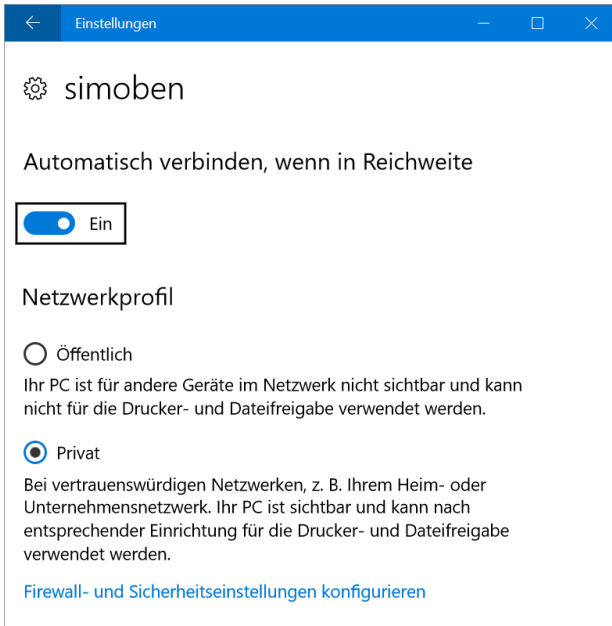 Einstellungen
simoben
Automatisch verbinden, wenn in Reichweite
Ein
Netzwerkprofil
Öffentlich
Ihr PC ist für andere Geräte im Netzwerk nicht sichtbar und kann
nicht für die Drucker- und Dateifreigabe verwendet werden.
Privat
Bei vertrauenswürdigen Netzwerken, z. B. Ihrem Heim- oder
Unternehmensnetzwerk. Ihr PC ist sichtbar und kann nach
entsprechender Einrichtung für die Drucker- und Dateifreigabe
verwendet werden.
Firewall- und Sicherheitseinstellungen konfigurieren